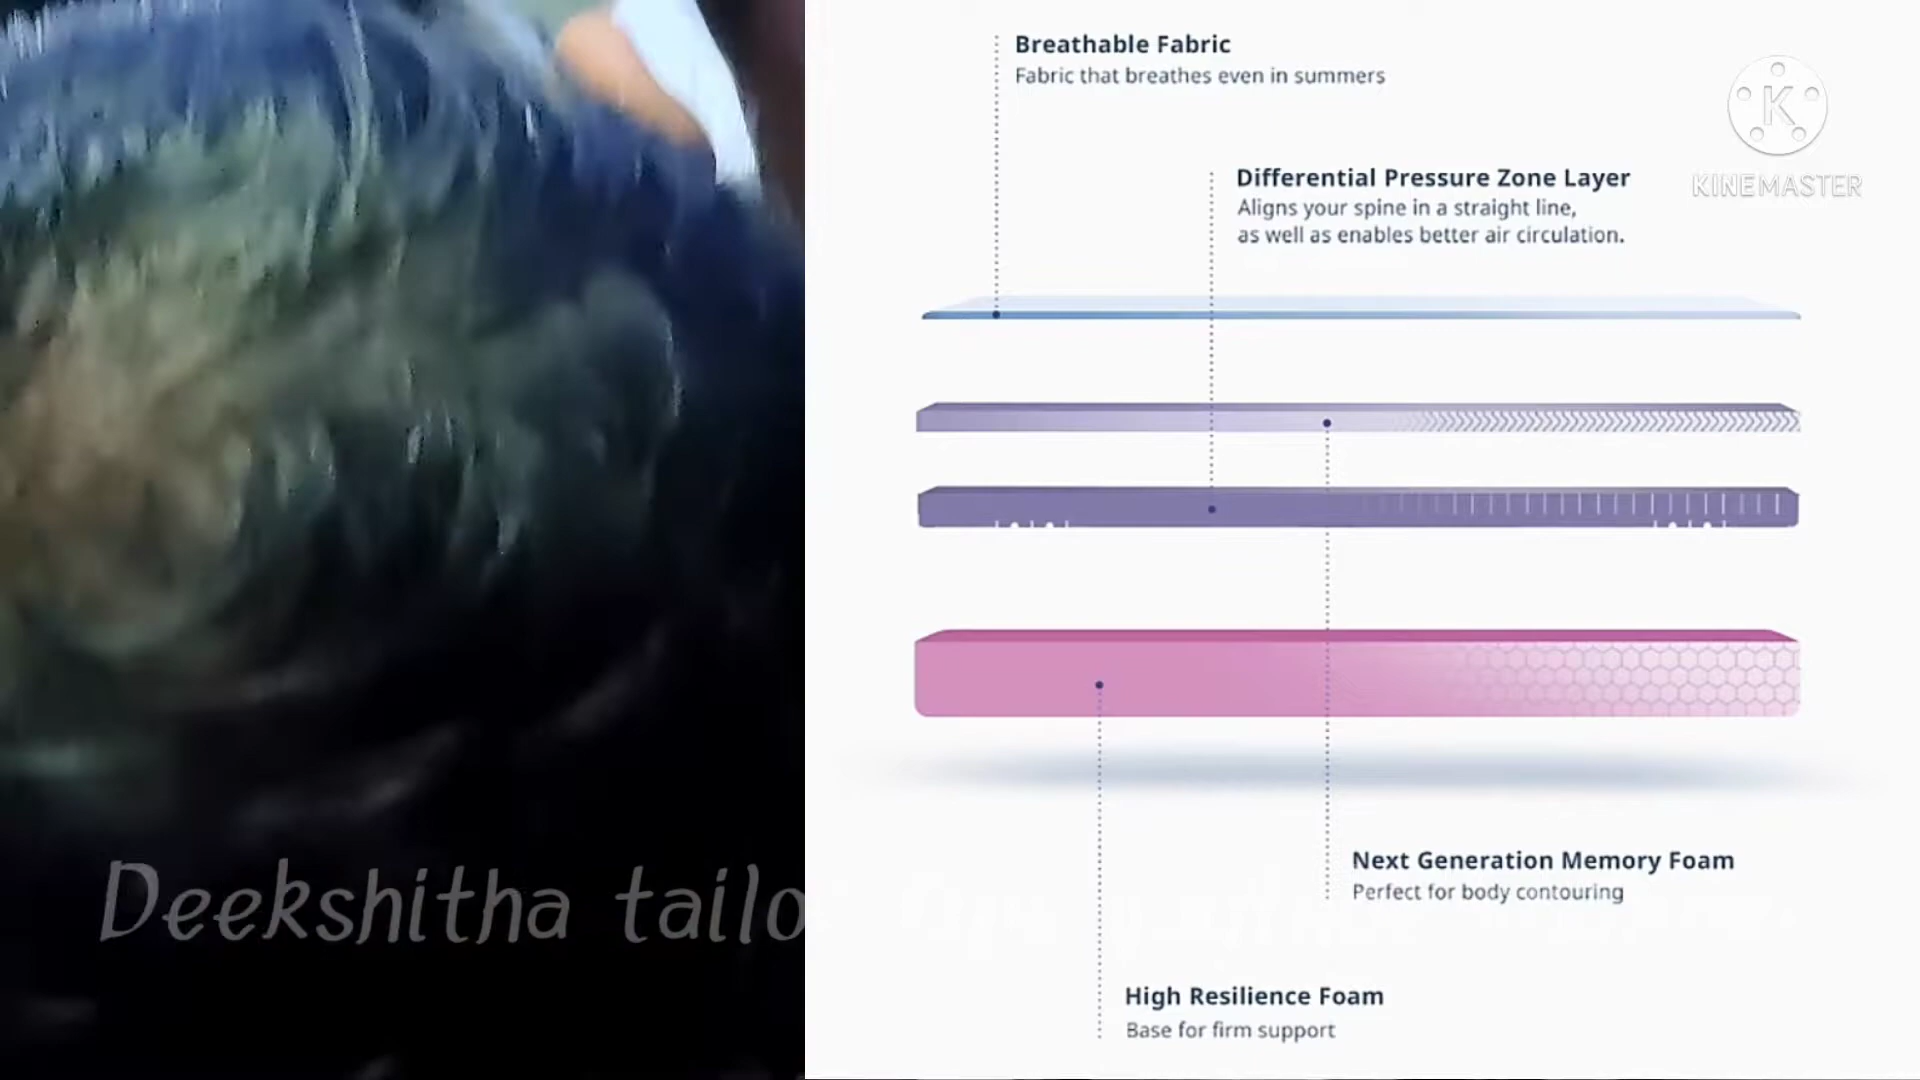 Breathable Fabric
Fabric that breathes even in summers
K
KINEMASTER
Differential Pressure Zone Layer
Aligns your spine in a straight line,
as well as enables better air circulation.
Next Generation Memory Foam
Perfect for body contouring
Deekshitha
High Resilience Foam
Base for firm support